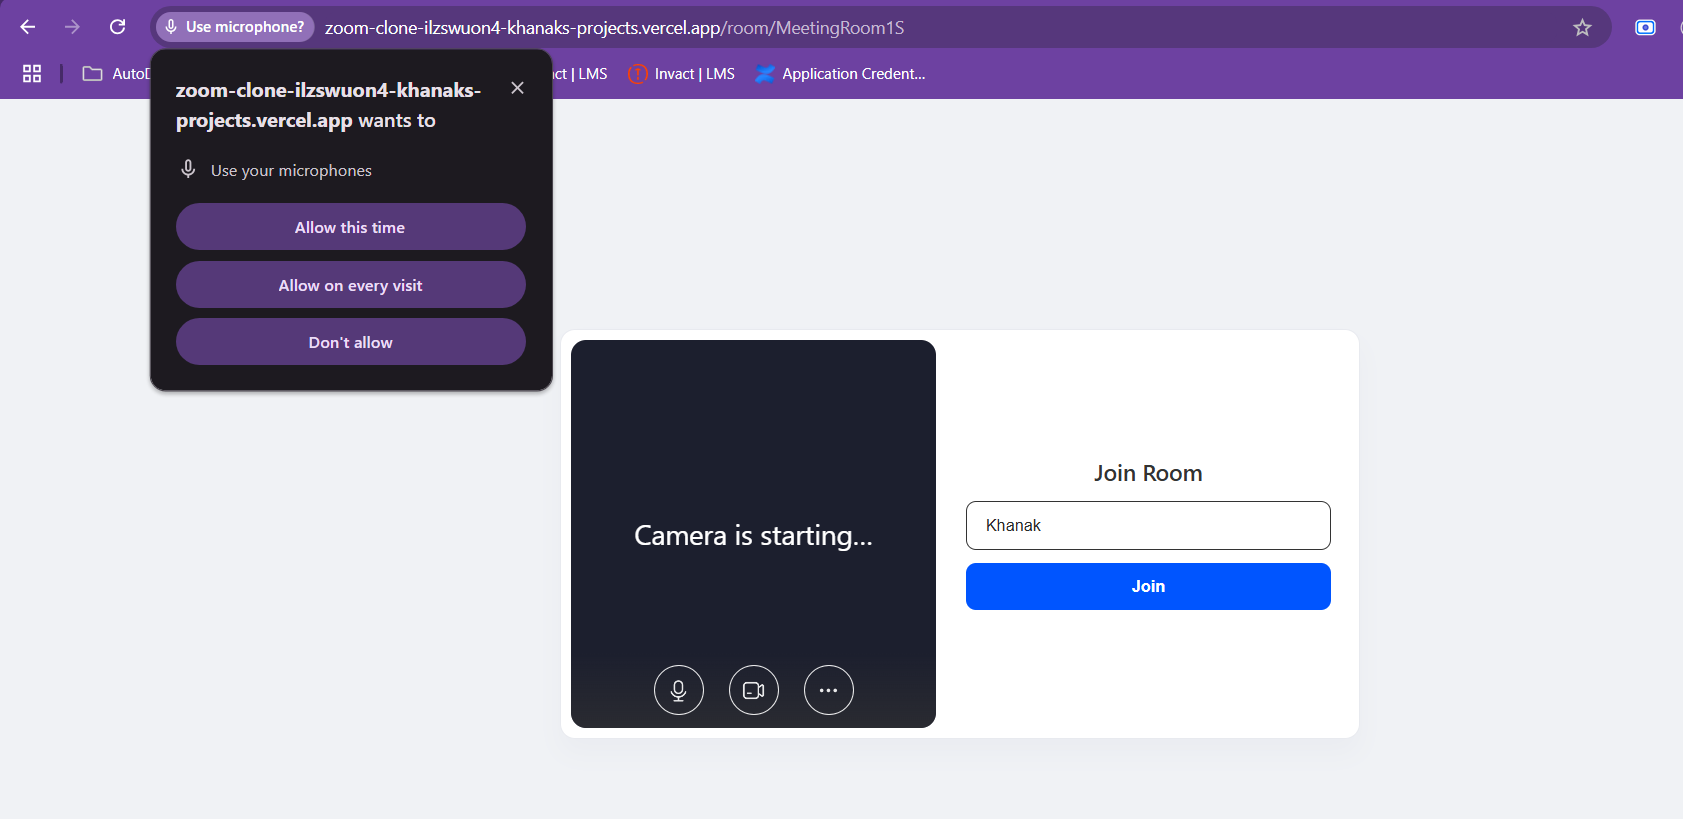 Use microphone?
zoom-clone-ilzswuon4-khanaks-projects.vercel.app/room/MeetingRoom1S
ct | LMS
Invact | LMS
Application Credent...
zoom-clone-ilzswuon4-khanaks-
projects.vercel.app wants to
Use your microphones
Allow this time
Allow on every visit
Don't allow
Camera is starting...
Join Room
Khanak
Join